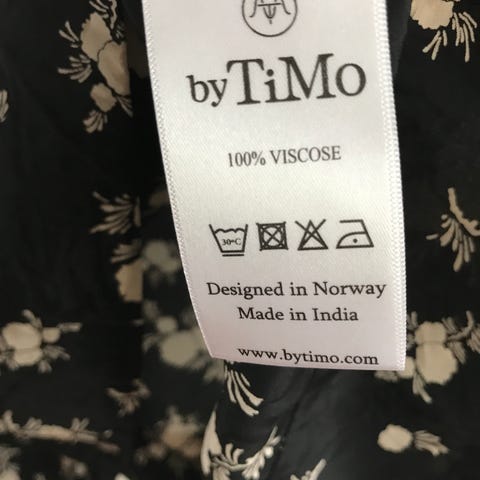 byTiMo
100% VISCOSE
30°C
Designed in Norway
Made in India
www.bytimo.com